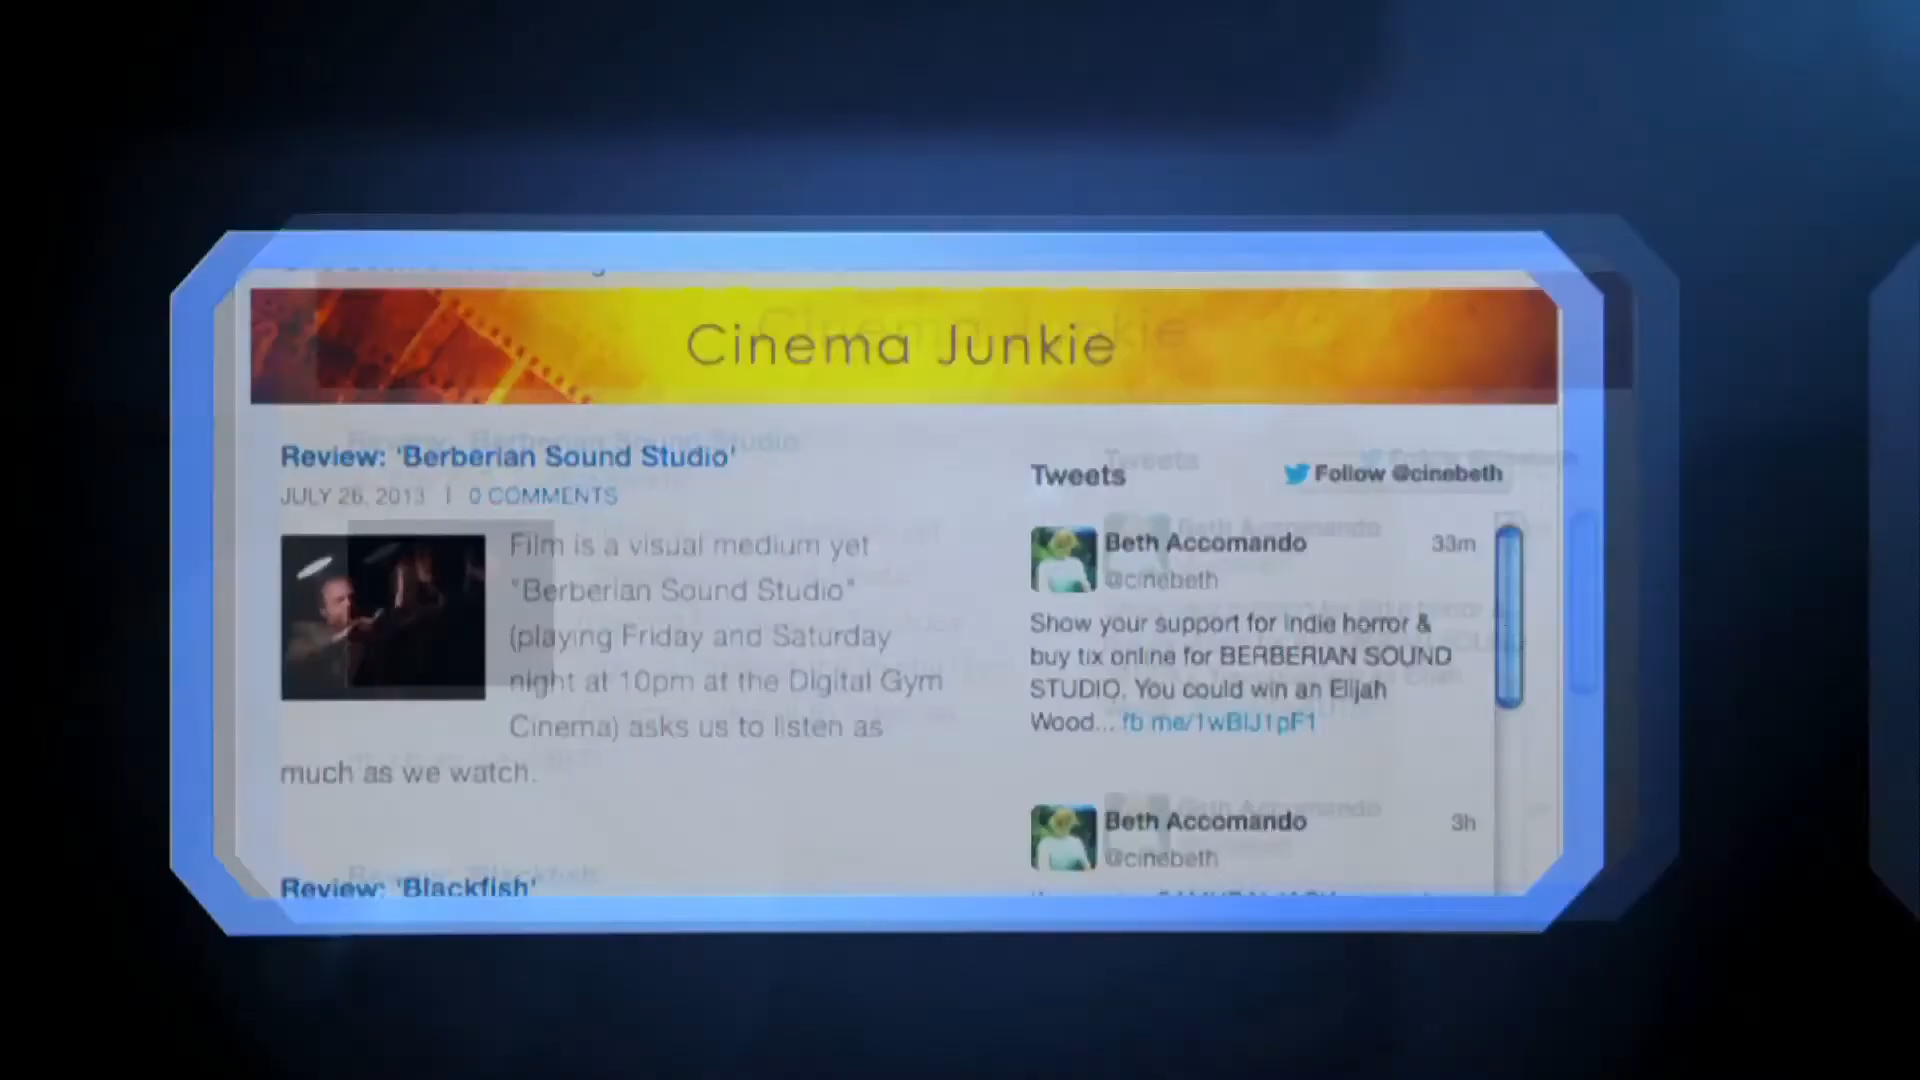 Cinema Junkie
Review: 'Berberian Sound Studio'
JULY 26, 2013 | 0 COMMENTS
Film is a visual medium yet
"Berberian Sound Studio"
(playing Friday and Saturday
night at 10pm at the Digital Gym
Cinema) asks us to listen as
much as we watch.
Review: 'Blackfish'
Tweets
Follow @cinebeth
Beth Accomando 33m
@cinebeth
Show your support for indie horror &
buy tix online for BERBERIAN SOUND
STUDIO. You could win an Elijah
Wood... fb.me/1wBIJ1pF1
Beth Accomando 3h
@cinebeth